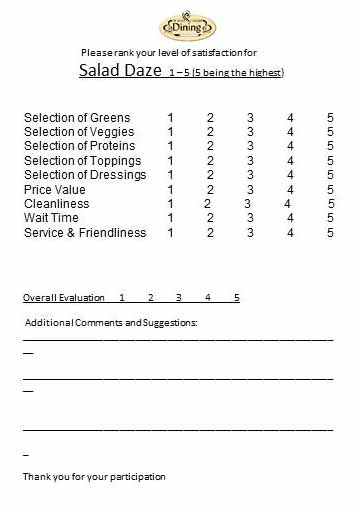 Dining
Please rank your level of satisfaction for
Salad Daze 1 – 5 (5 being the highest)
Selection of Greens 1 2 3 4 5
Selection of Veggies 1 2 3 4 5
Selection of Proteins 1 2 3 4 5
Selection of Toppings 1 2 3 4 5
Selection of Dressings 1 2 3 4 5
Price Value 1 2 3 4 5
Cleanliness 1 2 3 4 5
Wait Time 1 2 3 4 5
Service & Friendliness 1 2 3 4 5
Overall Evaluation 1 2 3 4 5
Additional Comments and Suggestions:
Thank you for your participation